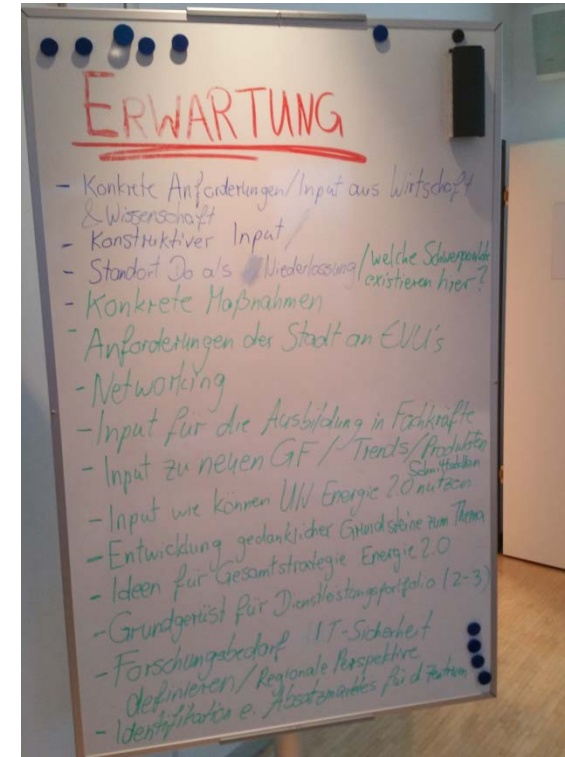 ERWARTUNG
- Konkrete Anforderungen/Input aus Wirtschaft
& Wissenschaft
- Konstruktiver Input/
- Standort Do als Niederlassung/welche Schwerpunkte
existieren hier?
- Konkrete Maßnahmen
- Anforderungen der Stadt an EVU's
- Networking
- Input für die Ausbildung in Fachkräfte
- Input zu neuen GF/Trends/Produkten
Schnittstellen
- Input wie können UN Energie 2.0 nutzen
- Entwicklung gedanklicher Grundsteine zum Thema
- Ideen für Gesamtstrategie Energie 2.0
- Grundgerüst für Dienstleistungsportfolio (2-3)
- Forschungsbedarf IT-Sicherheit
definieren/Regionale Perspektive
- Identifikation e. Absatzmarktes für d Zentrum